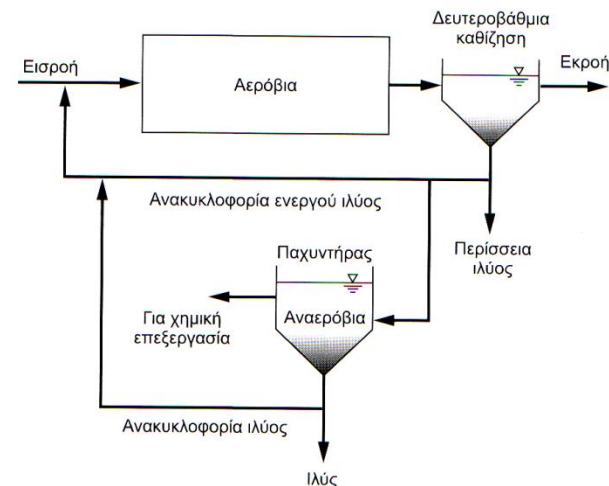 Δευτεροβάθμια
καθίζηση
Εισροή
Εκροή
Αερόβια
Ανακυκλοφορία ενεργού ιλύος
Περίσσεια
ιλύος
Παχυντήρας
Για χημική
επεξεργασία
Αναερόβια
Ανακυκλοφορία ιλύος
Ιλύς